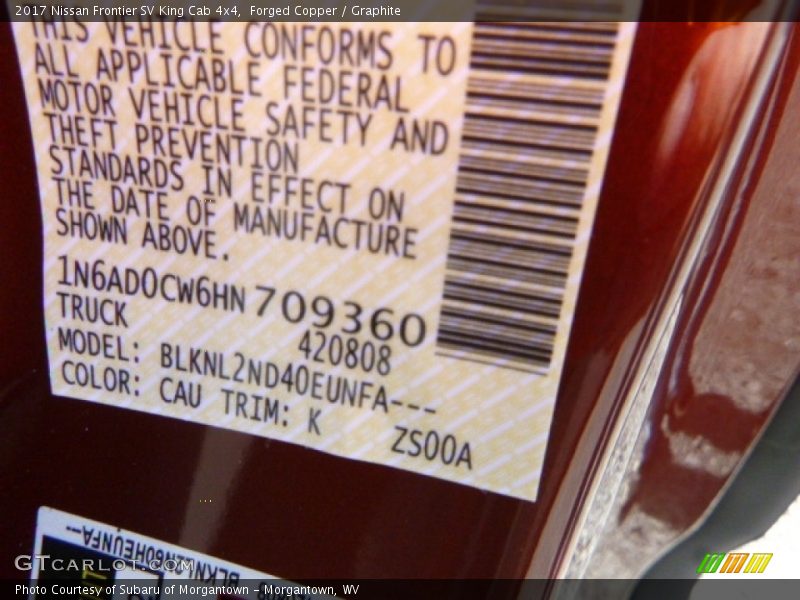 2017 Nissan Frontier SV King Cab 4x4, Forged Copper / Graphite
THIS VEHICLE CONFORMS TO
ALL APPLICABLE FEDERAL
MOTOR VEHICLE SAFETY AND
THEFT PREVENTION
STANDARDS IN EFFECT ON
THE DATE OF MANUFACTURE
SHOWN ABOVE.
1N6AD0CW6HN709360
TRUCK 420808
MODEL: BLKNL2ND40EUNFA---
COLOR: CAU TRIM: K ZS00A
GTCARLOT.COM
Photo Courtesy of Subaru of Morgantown - Morgantown, WV